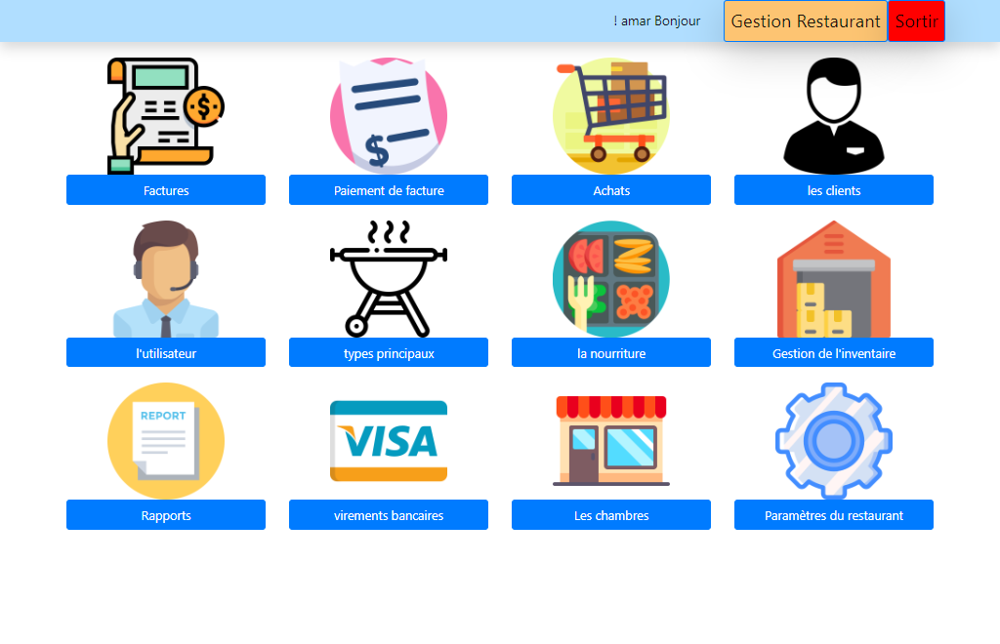 ! amar Bonjour
Gestion Restaurant
Sortir
Factures
Paiement de facture
Achats
les clients
l'utilisateur
types principaux
la nourriture
Gestion de l'inventaire
REPORT
VISA
Rapports
virements bancaires
Les chambres
Paramètres du restaurant